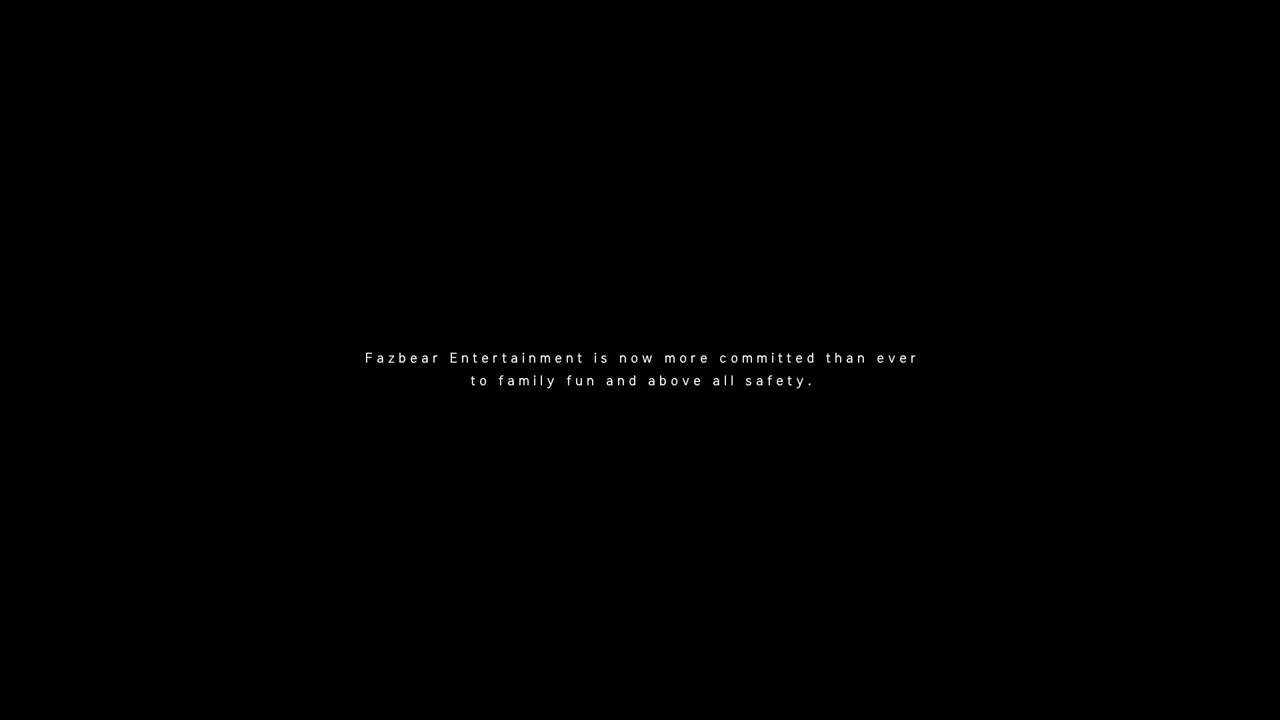 Fazbear Entertainment is now more committed than ever
to family fun and above all safety.